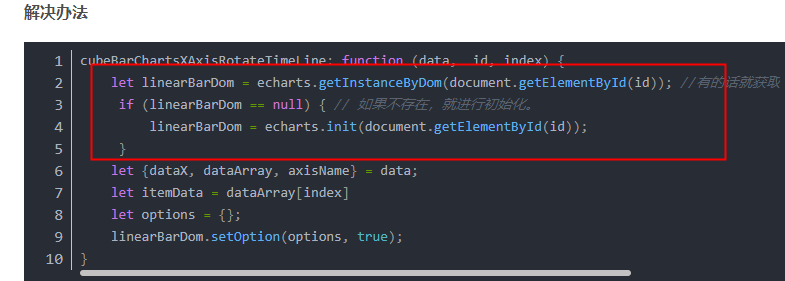 解决办法
1 cubeBarChartsXAxisRotateTimeLine: function (data, id, index) {
2 let linearBarDom = echarts.getInstanceByDom(document.getElementById(id)); //有的话就获取
3 if (linearBarDom == null) { // 如果不存在，就进行初始化。
4 linearBarDom = echarts.init(document.getElementById(id));
5 }
6 let {dataX, dataArray, axisName} = data;
7 let itemData = dataArray[index]
8 let options = {};
9 linearBarDom.setOption(options, true);
10 }